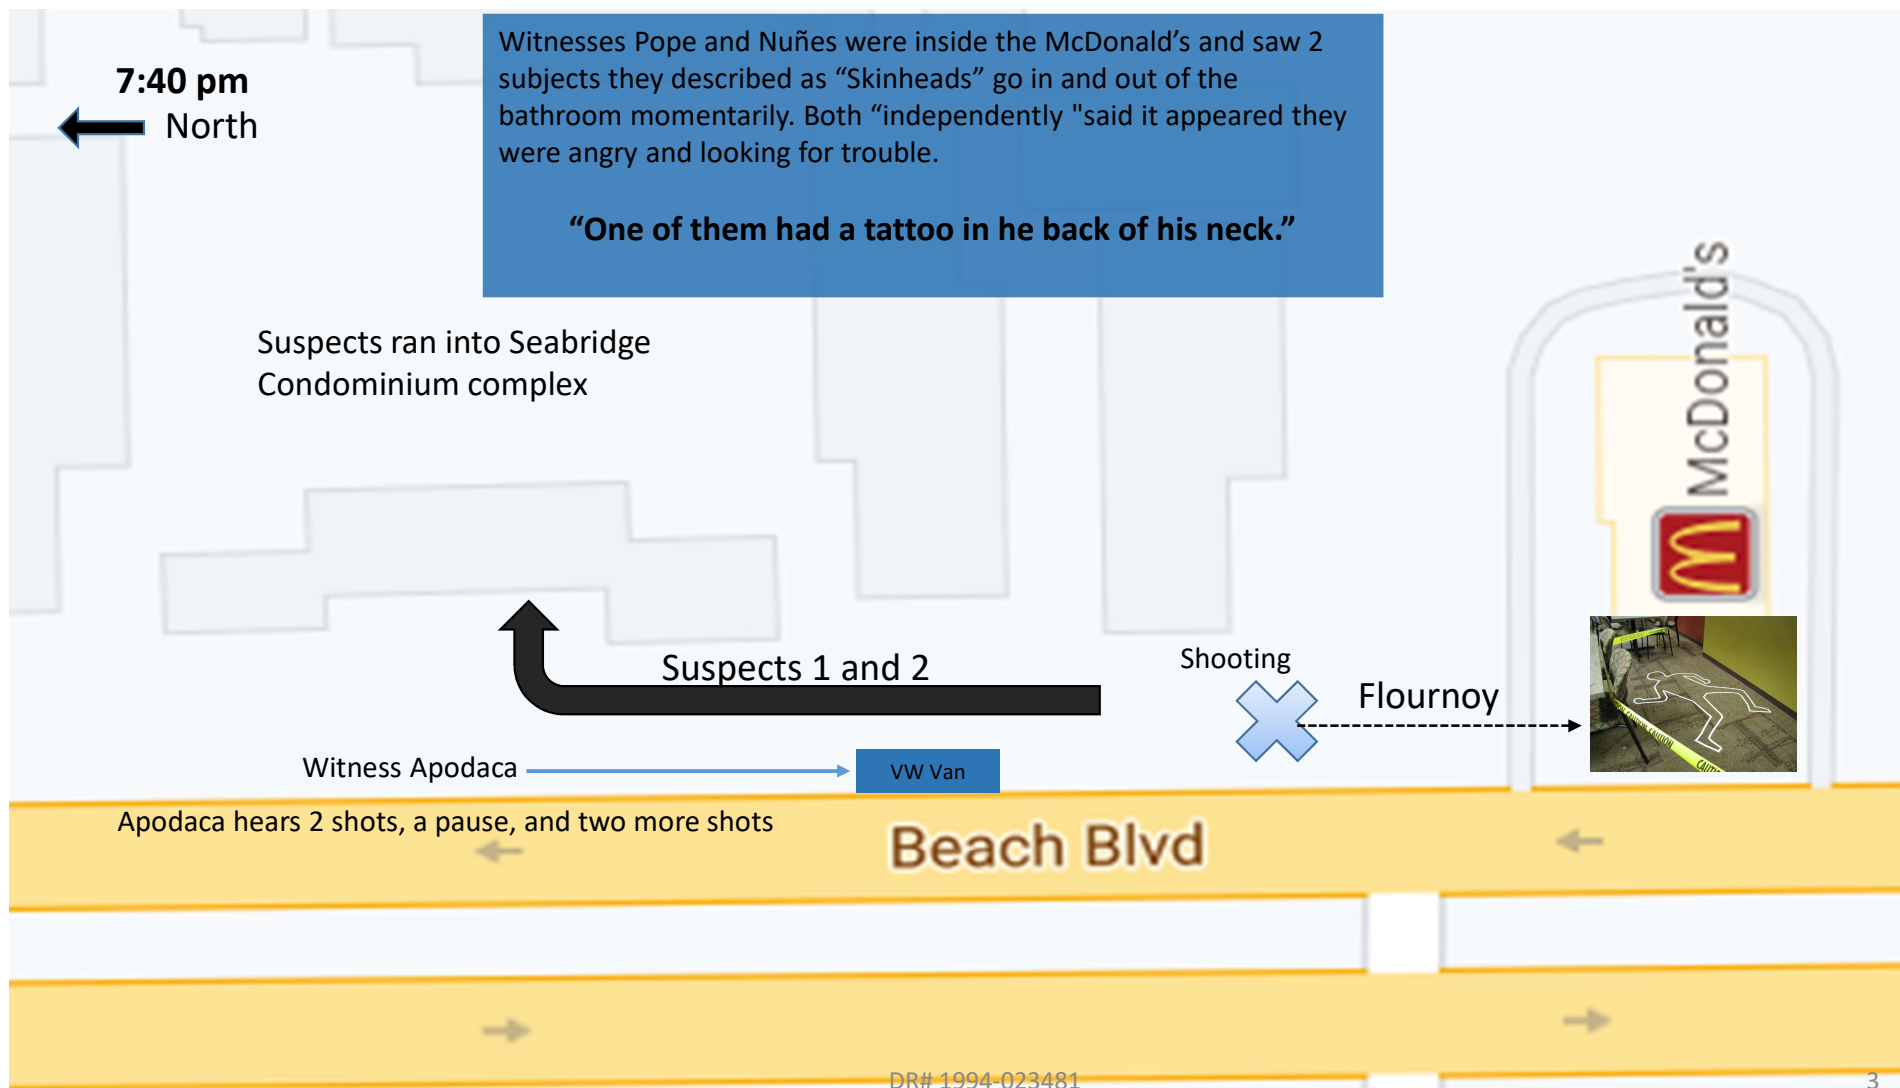 7:40 pm
North
Witnesses Pope and Nuñes were inside the McDonald’s and saw 2
subjects they described as “Skinheads” go in and out of the
bathroom momentarily. Both “independently "said it appeared they
were angry and looking for trouble.
“One of them had a tattoo in he back of his neck.”
Suspects ran into Seabridge
Condominium complex
McDonald's
Suspects 1 and 2
Shooting
Flournoy
Witness Apodaca
VW Van
Apodaca hears 2 shots, a pause, and two more shots
Beach Blvd
DR# 1994-023481
3